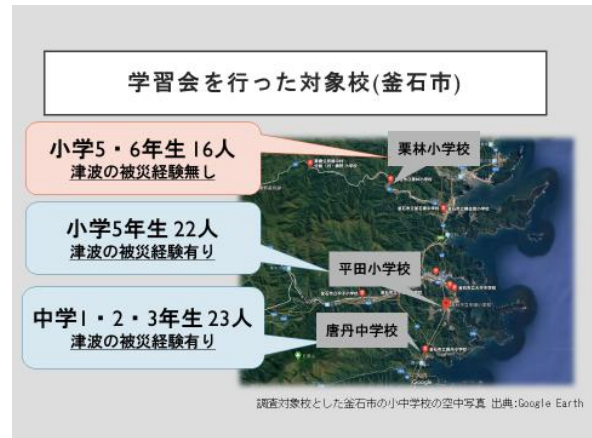 学習会を行った対象校(釜石市)
小学5・6年生 16人
津波の被災経験無し
栗林小学校
小学5年生 22人
津波の被災経験有り
平田小学校
中学1・2・3年生 23人
津波の被災経験有り
唐丹中学校
Google
調査対象校とした釜石市の小中学校の空中写真 出典:Google Earth